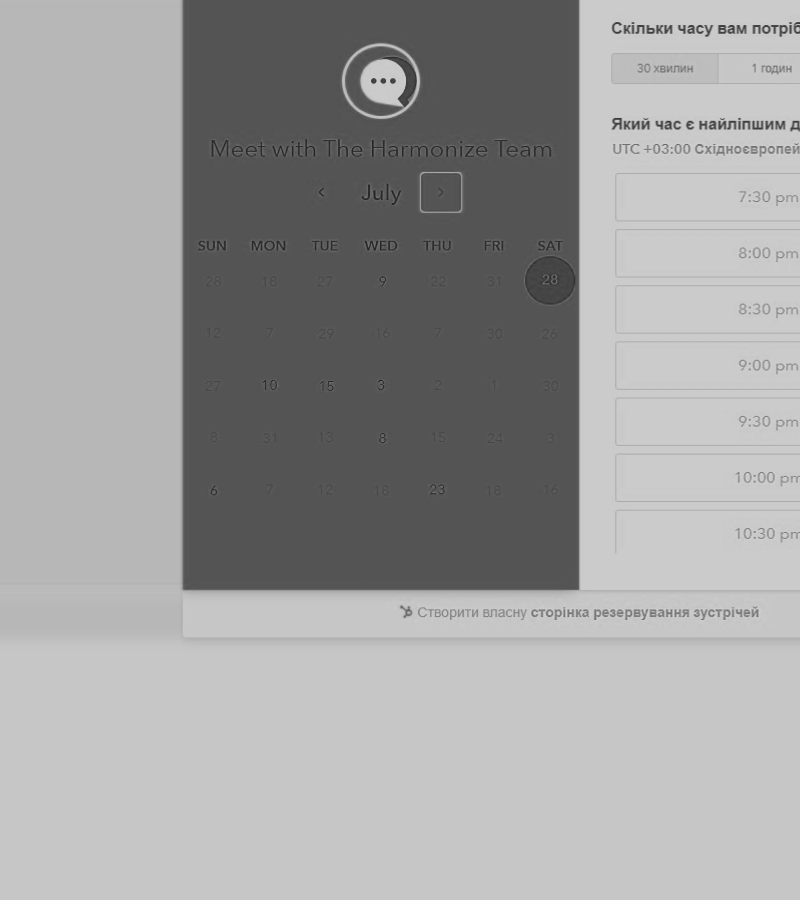 Скільки часу вам
30 хвилин
1 годин
Який час є найліпшим
UTC +03:00
Meet with The Harmonize Team
July
SUN MON TUE WED THU FRI SAT
28 18 27 9 22 31 28
12 7 29 16 7 30 26
27 10 15 3 2 1 30
8 31 13 8 15 24 3
6 7 12 18 23 18 16
7:30 pm
8:00 pm
8:30 pm
9:00 pm
9:30 pm
10:00 pm
10:30 pm
Створити власну сторінка резервування зустрічей